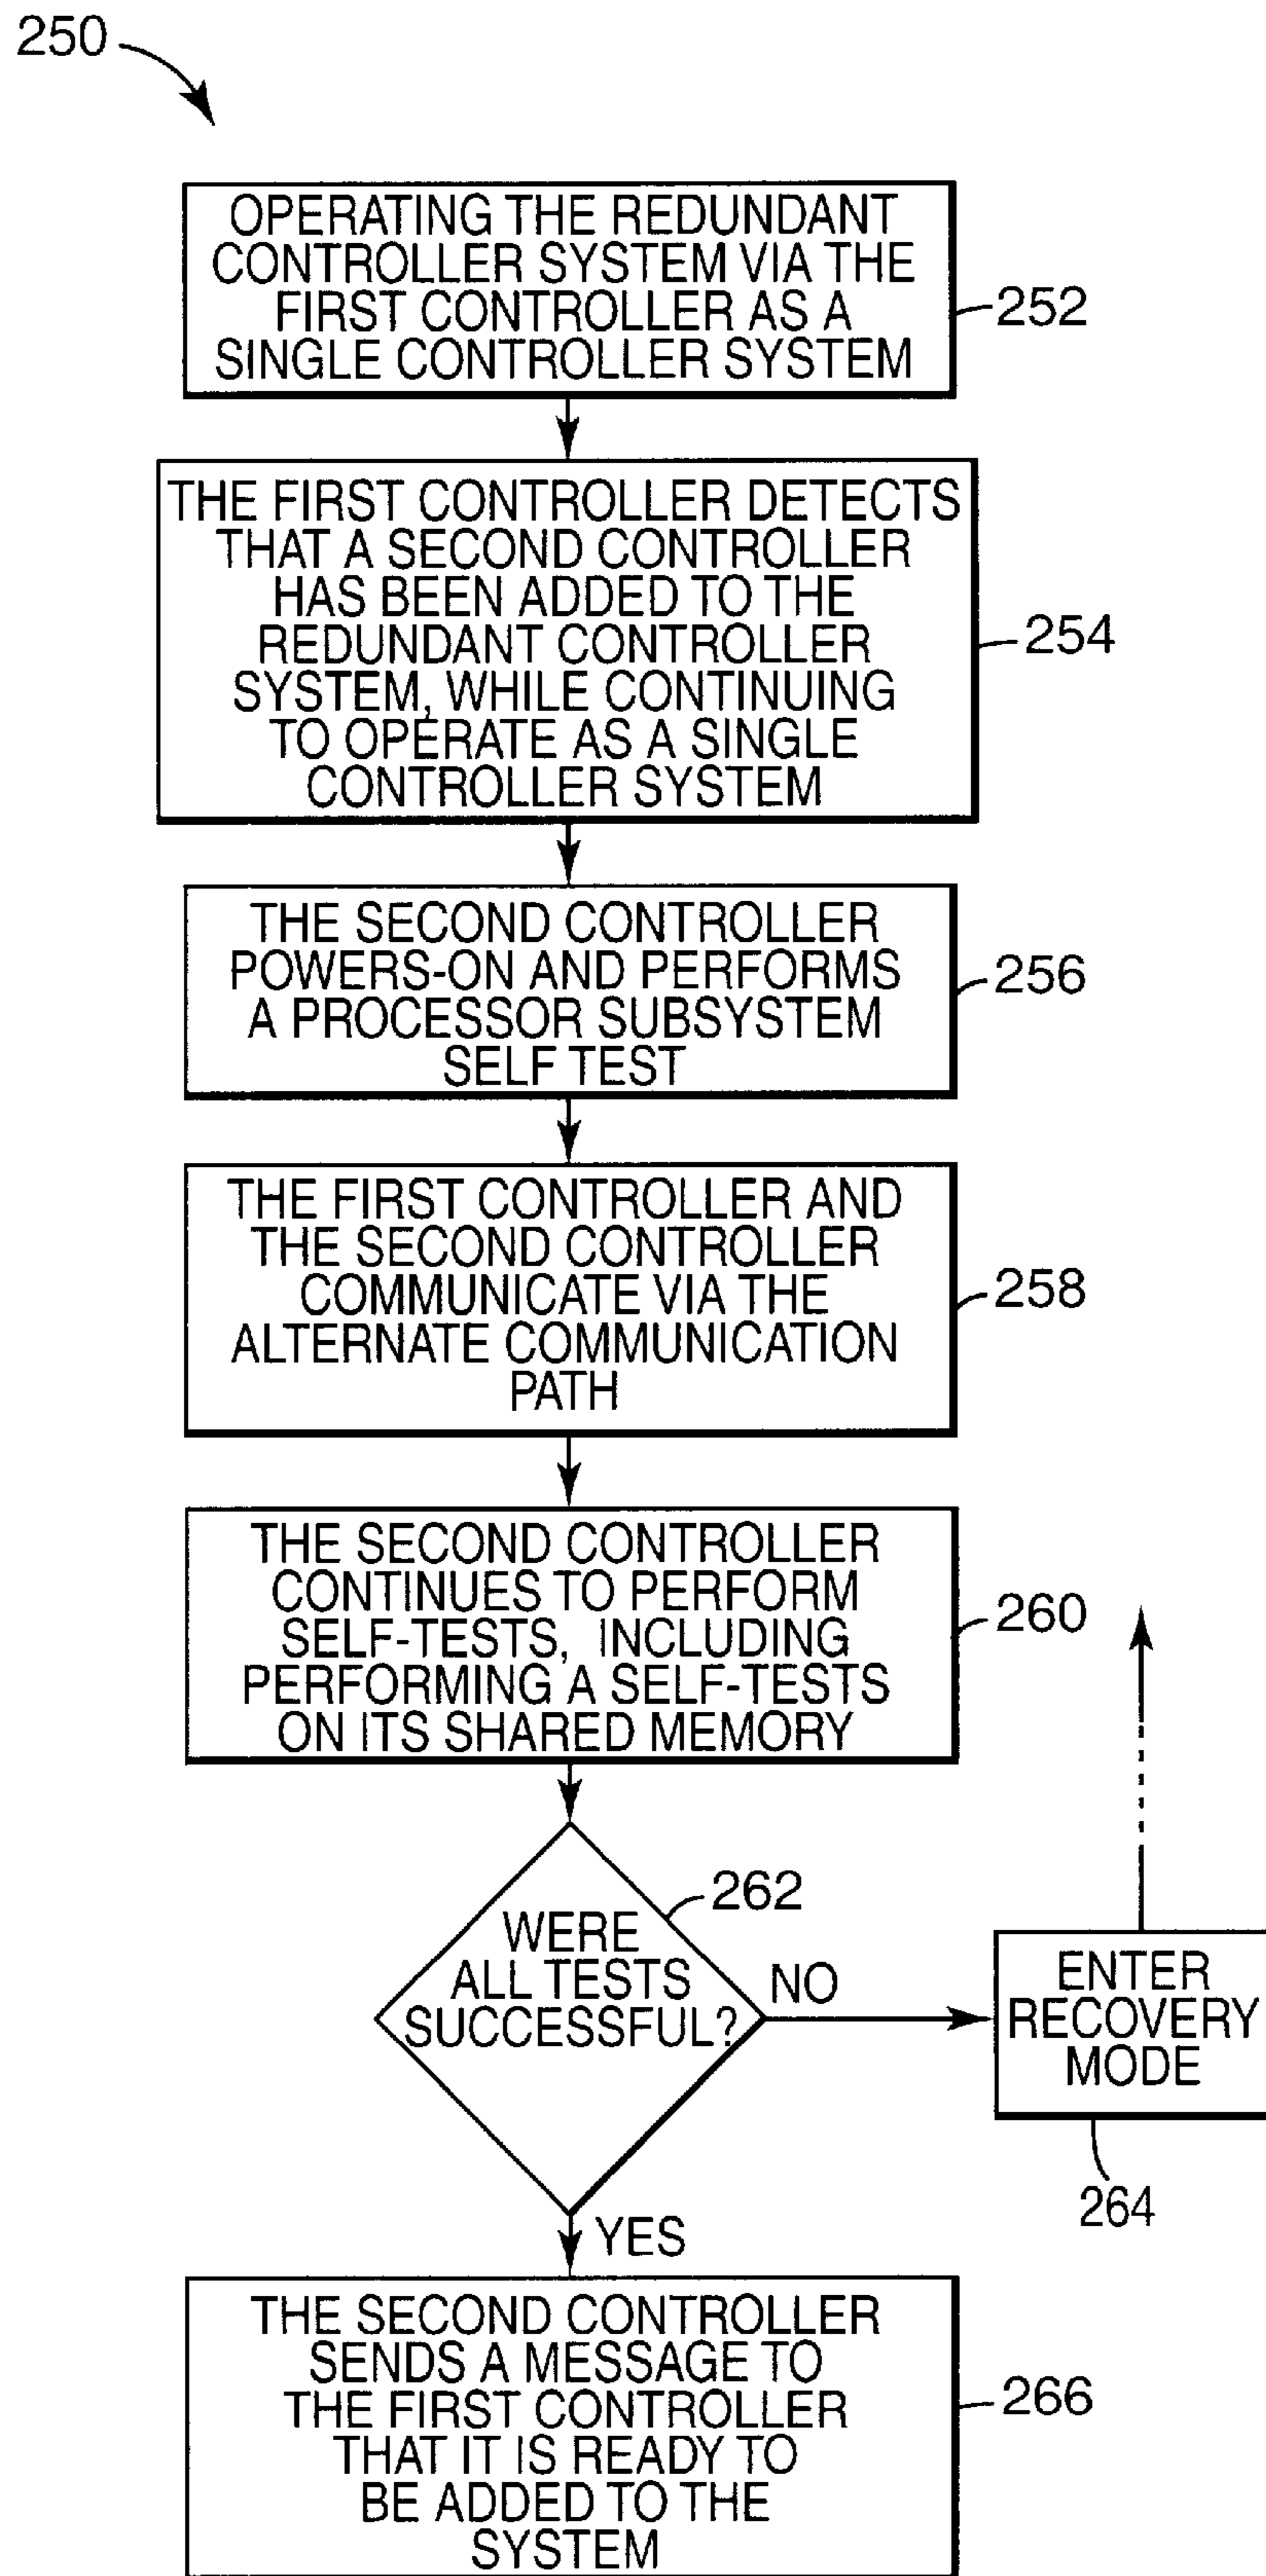 250
OPERATING THE REDUNDANT
CONTROLLER SYSTEM VIA THE
FIRST CONTROLLER AS A
SINGLE CONTROLLER SYSTEM
252
THE FIRST CONTROLLER DETECTS
THAT A SECOND CONTROLLER
HAS BEEN ADDED TO THE
REDUNDANT CONTROLLER
SYSTEM, WHILE CONTINUING
TO OPERATE AS A SINGLE
CONTROLLER SYSTEM
254
THE SECOND CONTROLLER
POWERS-ON AND PERFORMS
A PROCESSOR SUBSYSTEM
SELF TEST
256
THE FIRST CONTROLLER AND
THE SECOND CONTROLLER
COMMUNICATE VIA THE
ALTERNATE COMMUNICATION
PATH
258
THE SECOND CONTROLLER
CONTINUES TO PERFORM
SELF-TESTS, INCLUDING
PERFORMING A SELF-TESTS
ON ITS SHARED MEMORY
260
WERE
ALL TESTS
SUCCESSFUL?
262
NO
ENTER
RECOVERY
MODE
264
YES
THE SECOND CONTROLLER
SENDS A MESSAGE TO
THE FIRST CONTROLLER
THAT IT IS READY TO
BE ADDED TO THE
SYSTEM
266